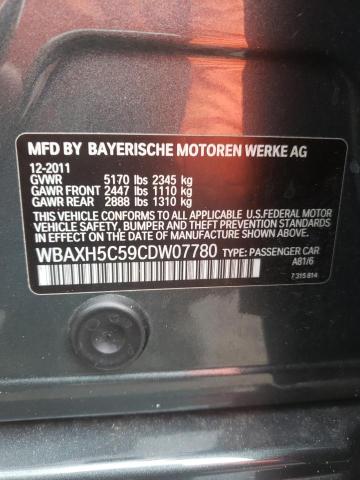 MFD BY BAYERISCHE MOTOREN WERKE AG
12-2011
GVWR 5170 lbs 2345 kg
GAWR FRONT 2447 lbs 1110 kg
GAWR REAR 2888 lbs 1310 kg
THIS VEHICLE CONFORMS TO ALL APPLICABLE U.S.FEDERAL MOTOR
VEHICLE SAFETY, BUMPER, AND THEFT PREVENTION STANDARDS
IN EFFECT ON THE DATE OF MANUFACTURE SHOWN ABOVE.
WBAXH5C59CDW07780 TYPE: PASSENGER CAR
A81/6
7 315 814